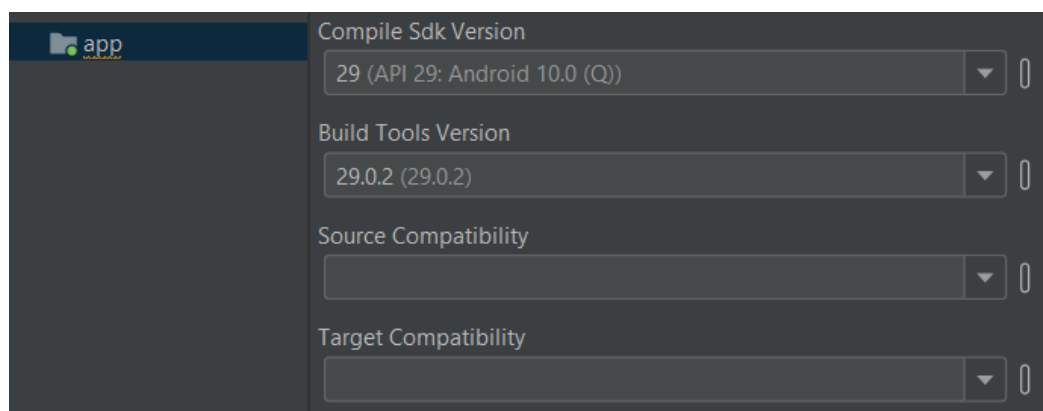 app
Compile Sdk Version
29 (API 29: Android 10.0 (Q))
Build Tools Version
29.0.2 (29.0.2)
Source Compatibility
Target Compatibility